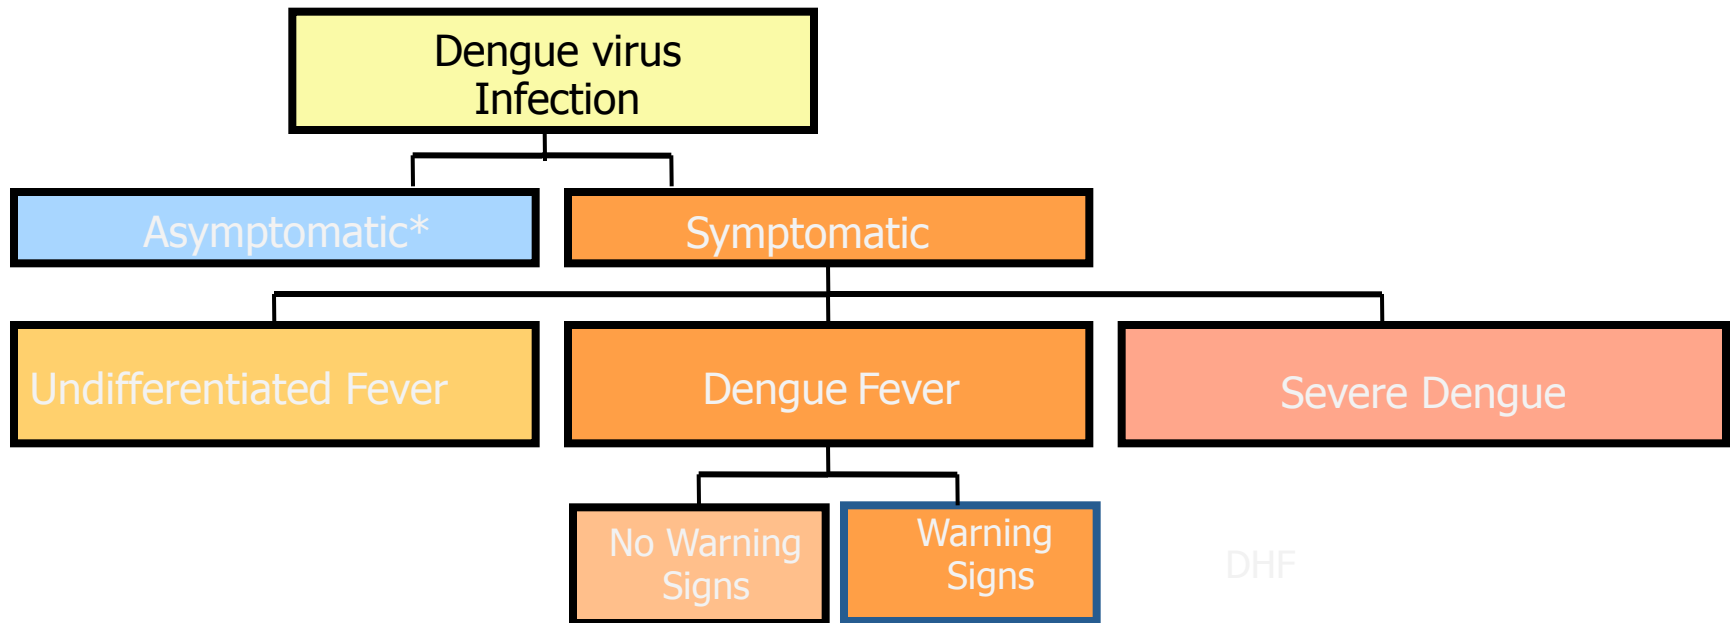 Dengue virus
Infection
Asymptomatic*
Symptomatic
Undifferentiated Fever
Dengue Fever
Severe Dengue
No Warning
Signs
Warning
Signs
DHF